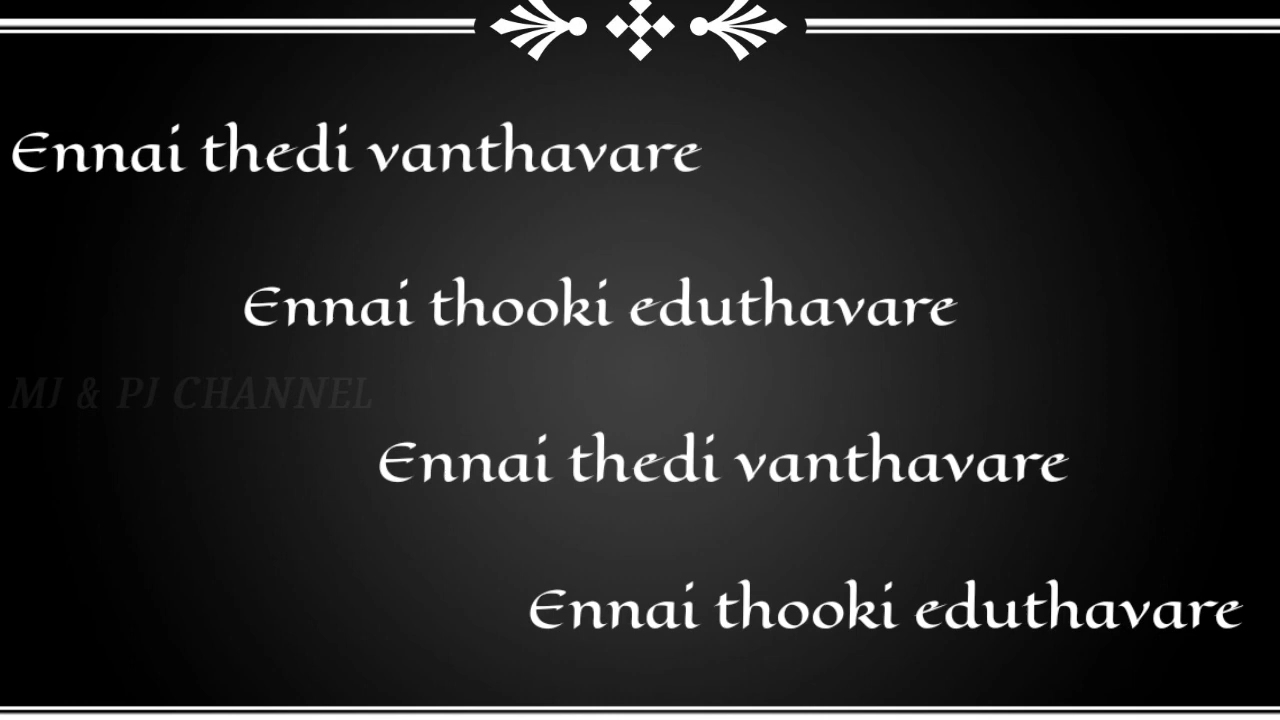 Ennai thedi vanthavare
Ennai thooki eduthavare
MJ & PJ CHANNEL
Ennai thedi vanthavare
Ennai thooki eduthavare